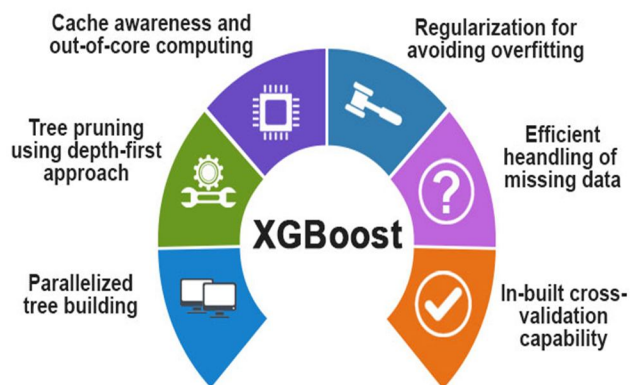 Cache awareness and
out-of-core computing
Regularization for
avoiding overfitting
Tree pruning
using depth-first
approach
Efficient
heandling of
missing data
XGBoost
Parallelized
tree building
In-built cross-
validation
capability